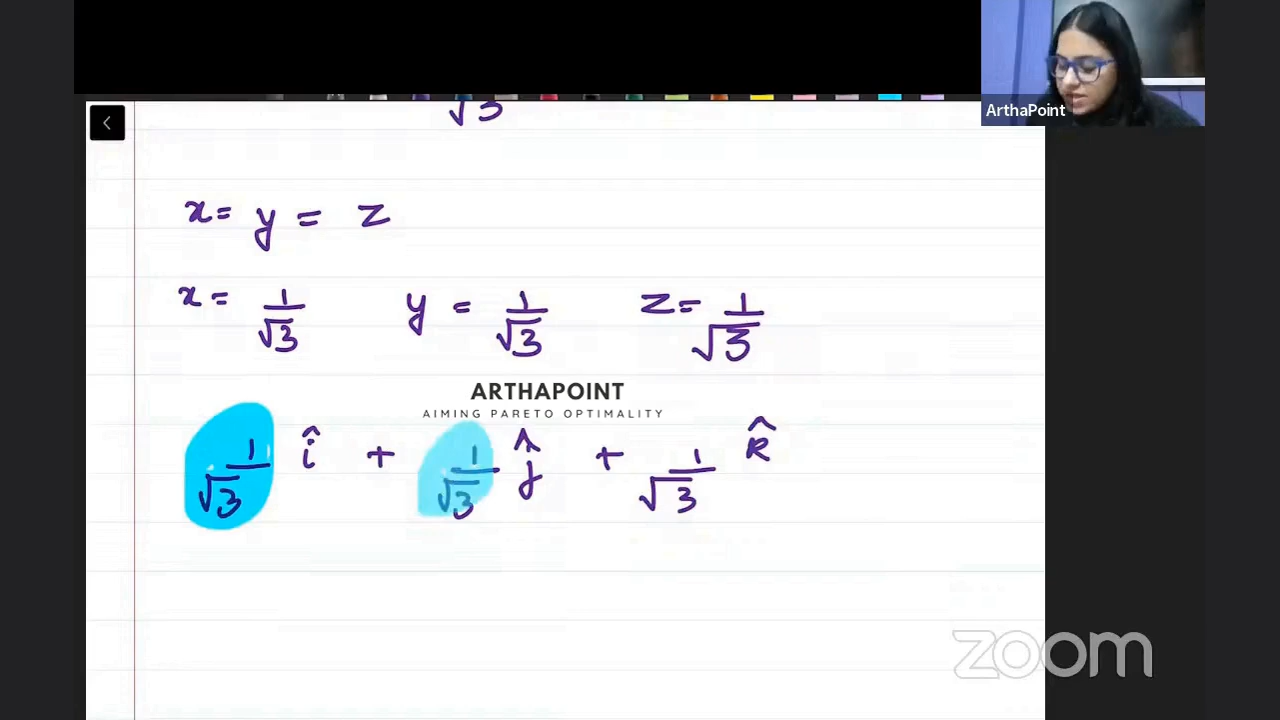 ArthaPoint
√3
x = y = z
x = 1/√3 y = 1/√3 z = 1/√3
ARTHAPOINT
AIMING PARETO OPTIMALITY
1/√3 î + 1/√3 ĵ + 1/√3 k̂
zoom